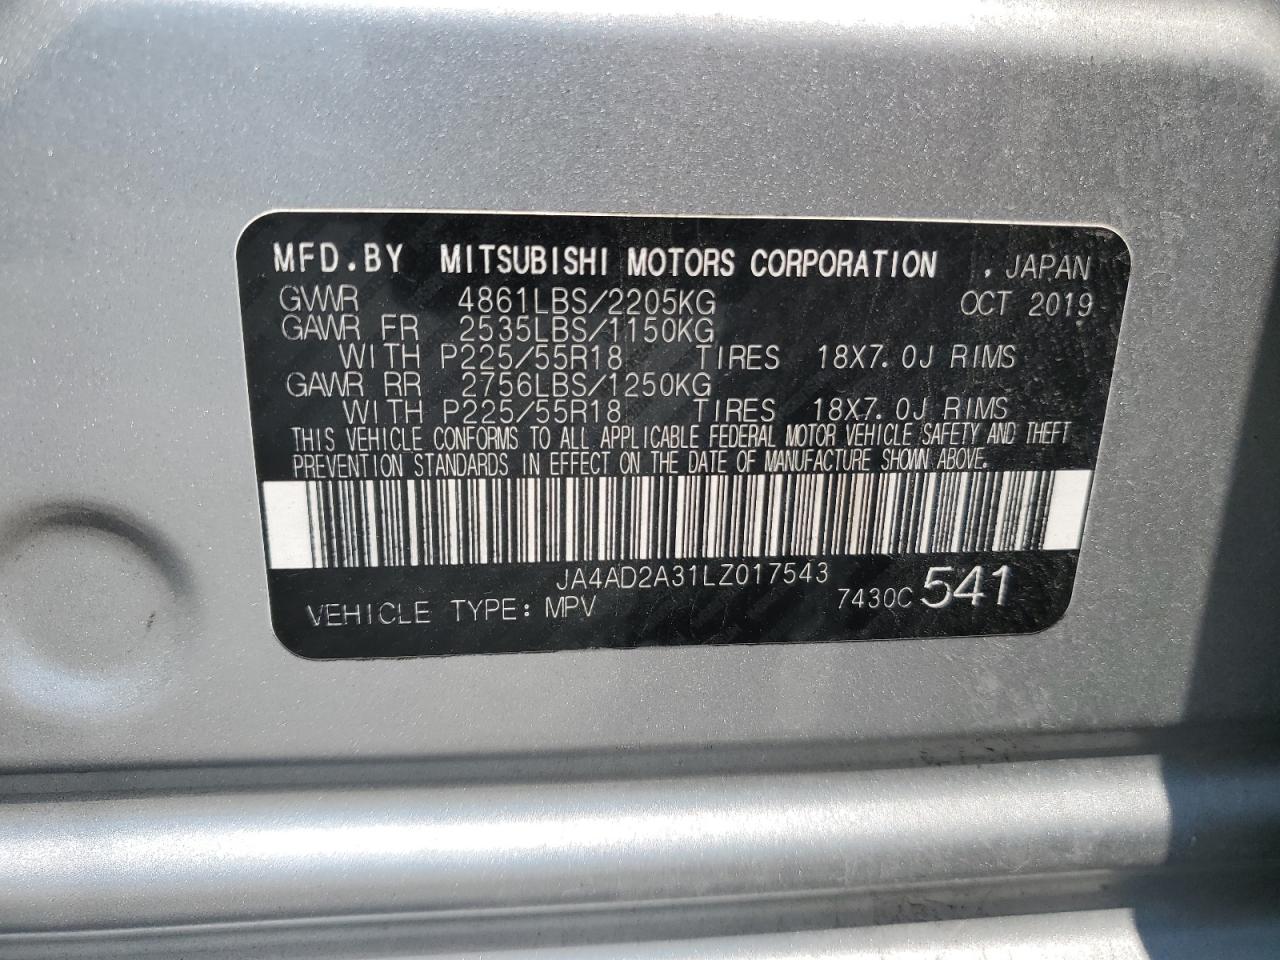 MFD.BY MITSUBISHI MOTORS CORPORATION . JAPAN
GVWR 4861LBS/2205KG OCT 2019
GAWR FR 2535LBS/1150KG
WITH P225/55R18 TIRES 18X7.0J RIMS
GAWR RR 2756LBS/1250KG
WITH P225/55R18 TIRES 18X7.0J RIMS
THIS VEHICLE CONFORMS TO ALL APPLICABLE FEDERAL MOTOR VEHICLE SAFETY AND THEFT
PREVENTION STANDARDS IN EFFECT ON THE DATE OF MANUFACTURE SHOWN ABOVE.
JA4AD2A31LZ017543
VEHICLE TYPE: MPV 7430C 541